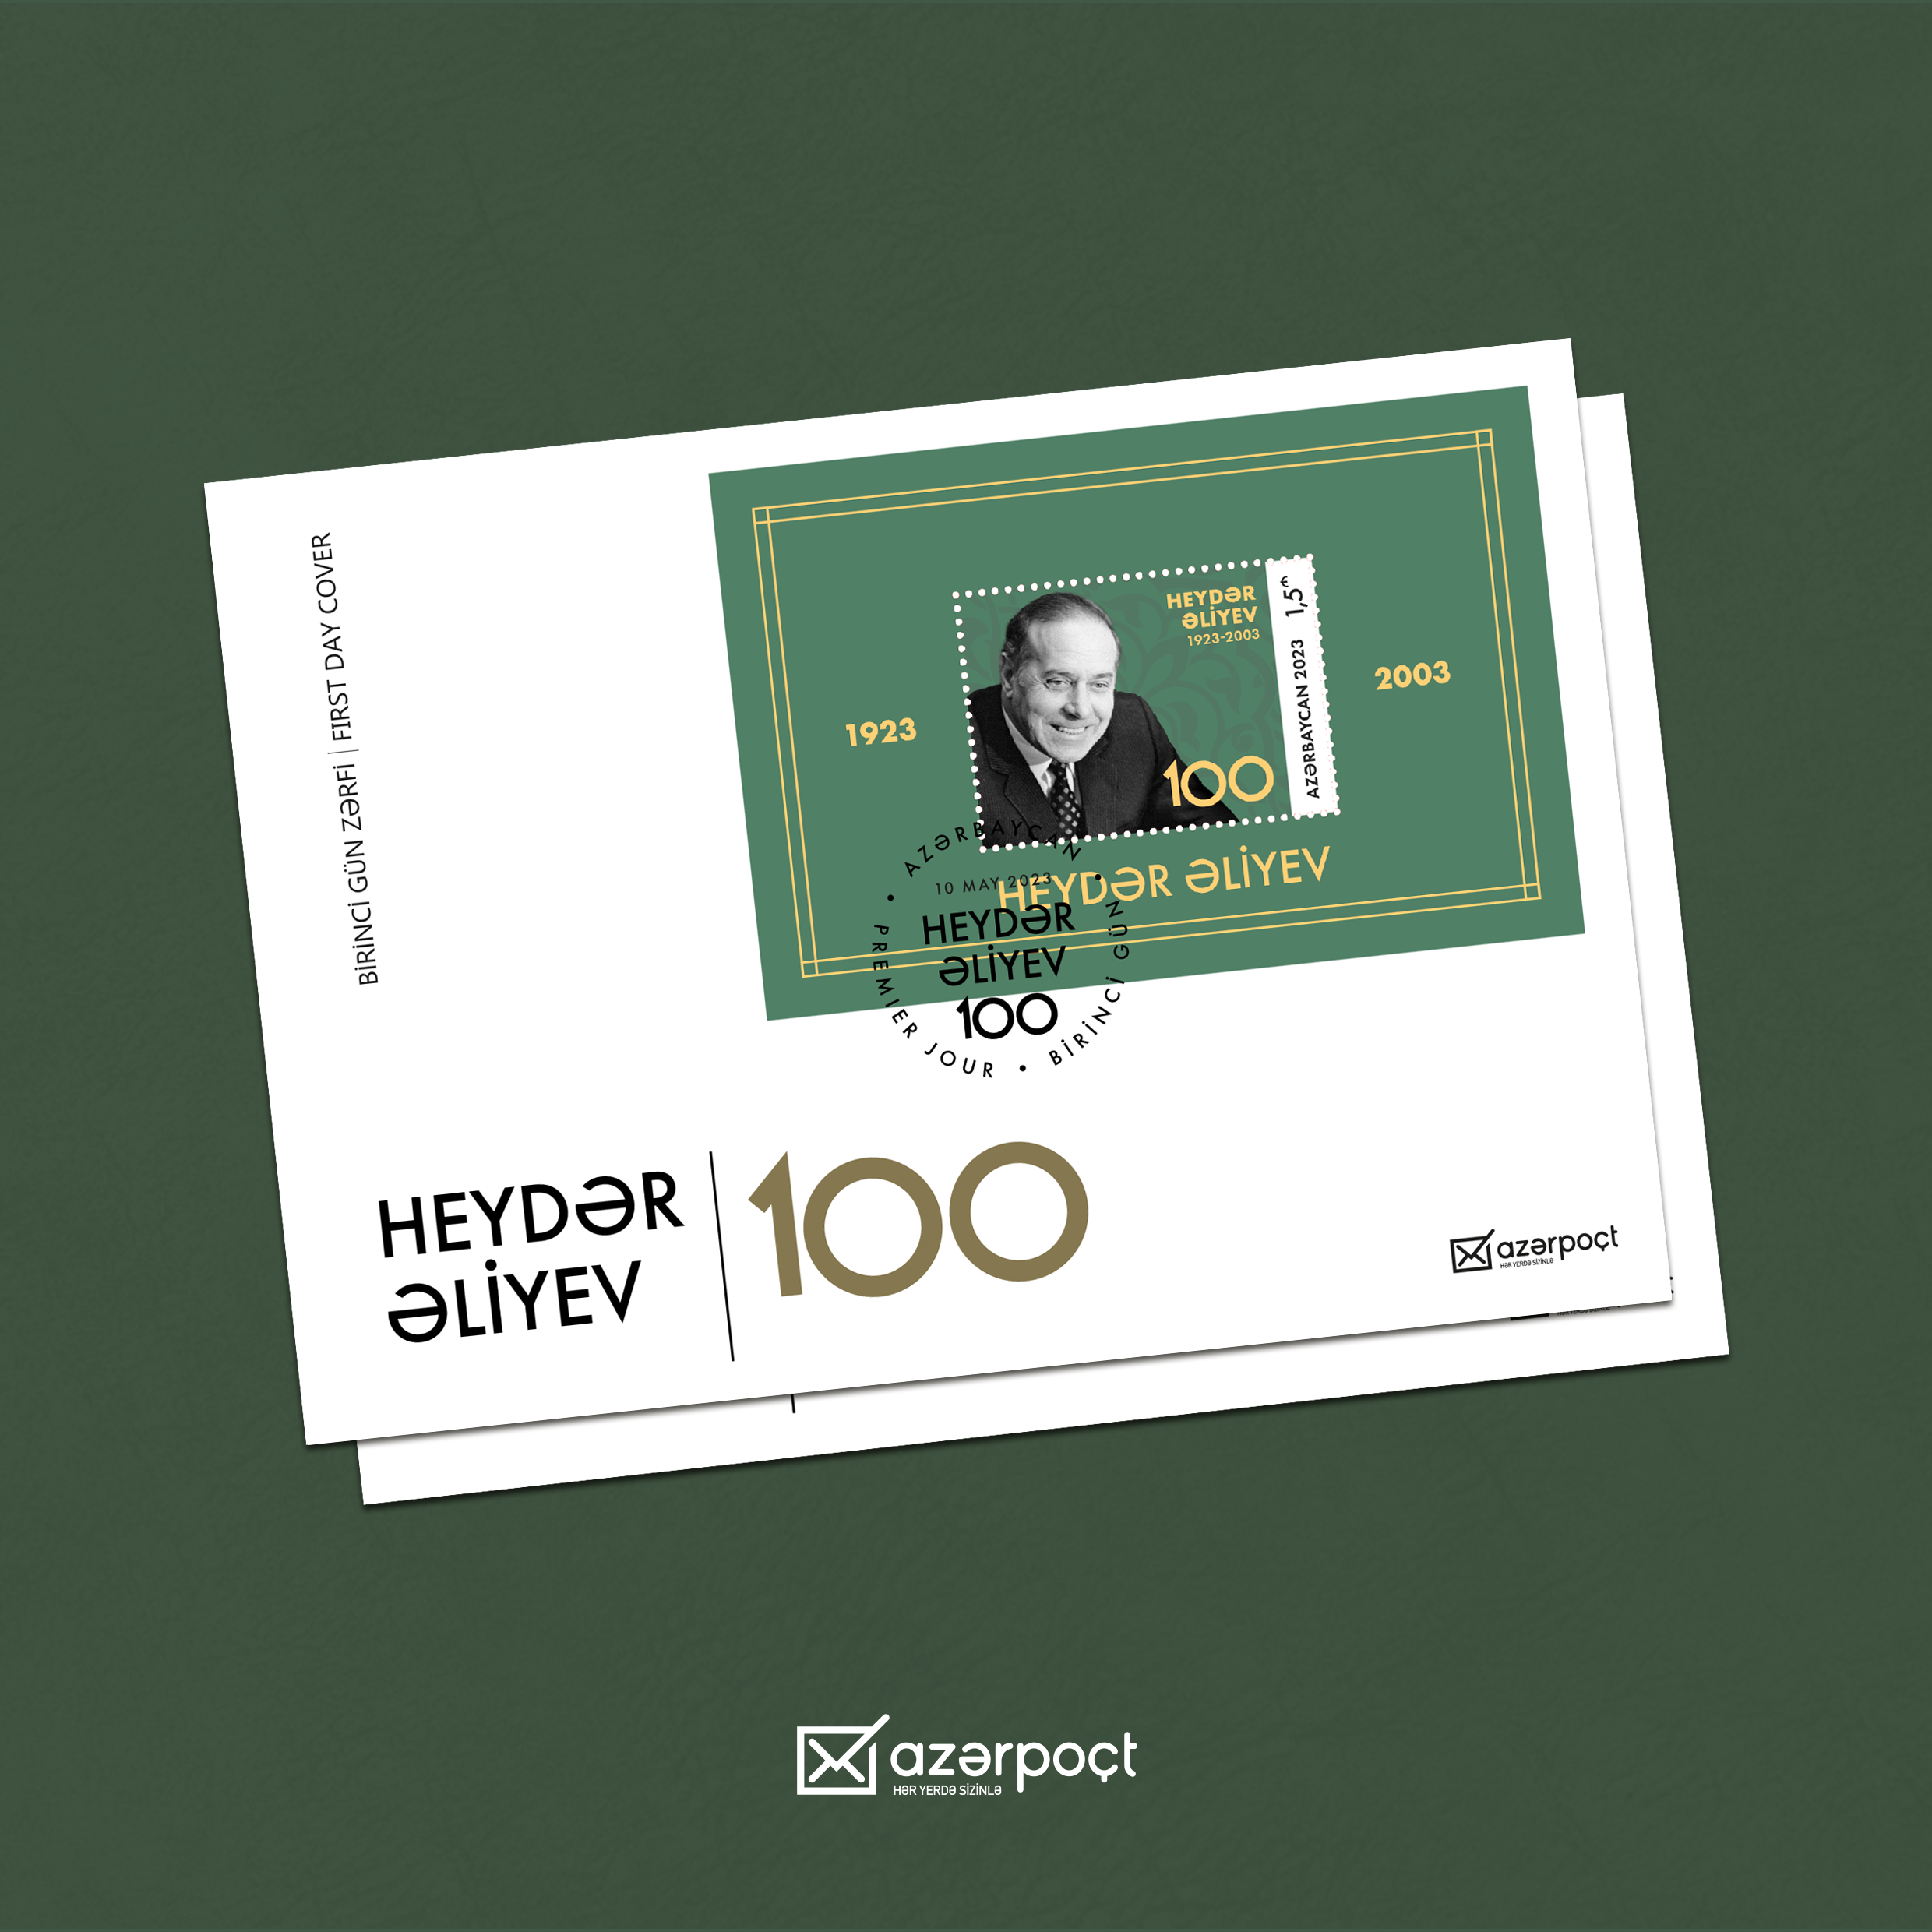 BİRİNCİ GÜN ZƏRFİ | FIRST DAY COVER
HEYDƏR
ƏLİYEV
1923-2003
1,5₼
AZƏRBAYCAN 2023
100
1923
2003
HEYDƏR ƏLİYEV
AZƏRBAYCAN • BİRİNCİ GÜN • PREMIER JOUR •
10 MAY 2023
HEYDƏR
ƏLİYEV
100
HEYDƏR
ƏLİYEV
100
azərpoçt
HƏR YERDƏ SİZİNLƏ
azərpoçt
HƏR YERDƏ SİZİNLƏ